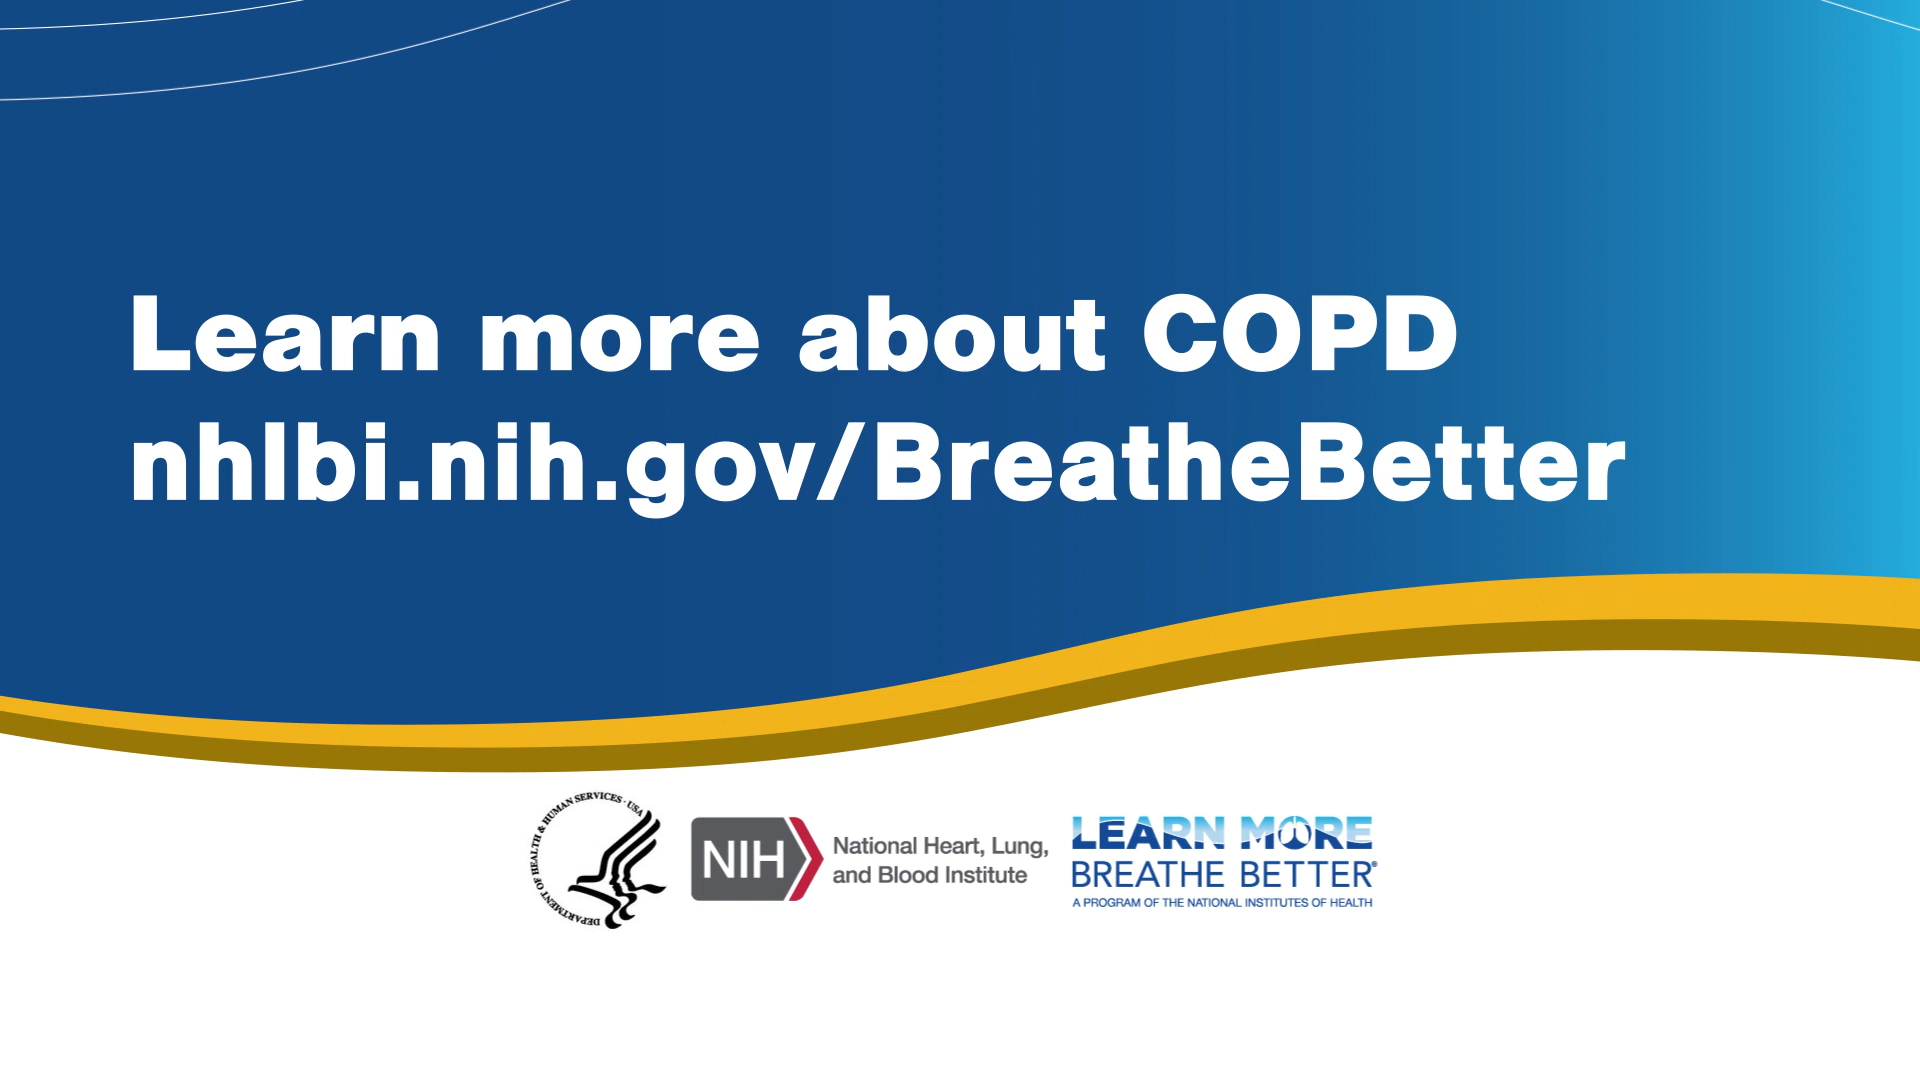 Learn more about COPD
nhlbi.nih.gov/BreatheBetter
DEPARTMENT OF HEALTH & HUMAN SERVICES · USA
NIH
National Heart, Lung,
and Blood Institute
LEARN MORE
BREATHE BETTER®
A PROGRAM OF THE NATIONAL INSTITUTES OF HEALTH